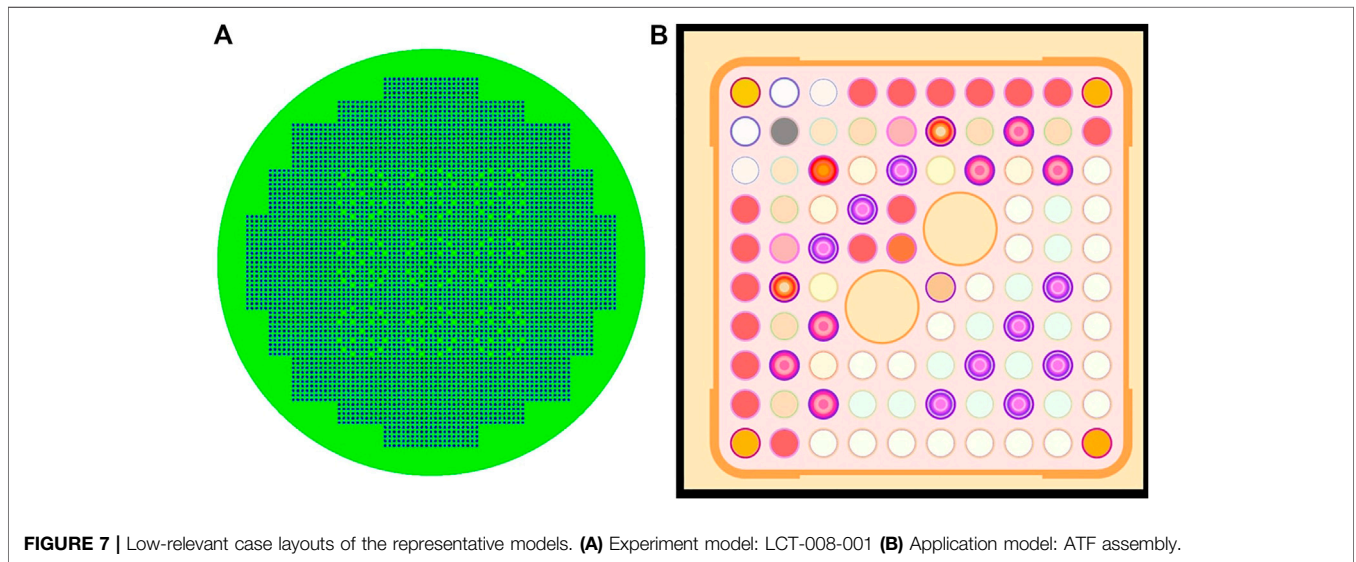 A
B
FIGURE 7 | Low-relevant case layouts of the representative models. (A) Experiment model: LCT-008-001 (B) Application model: ATF assembly.